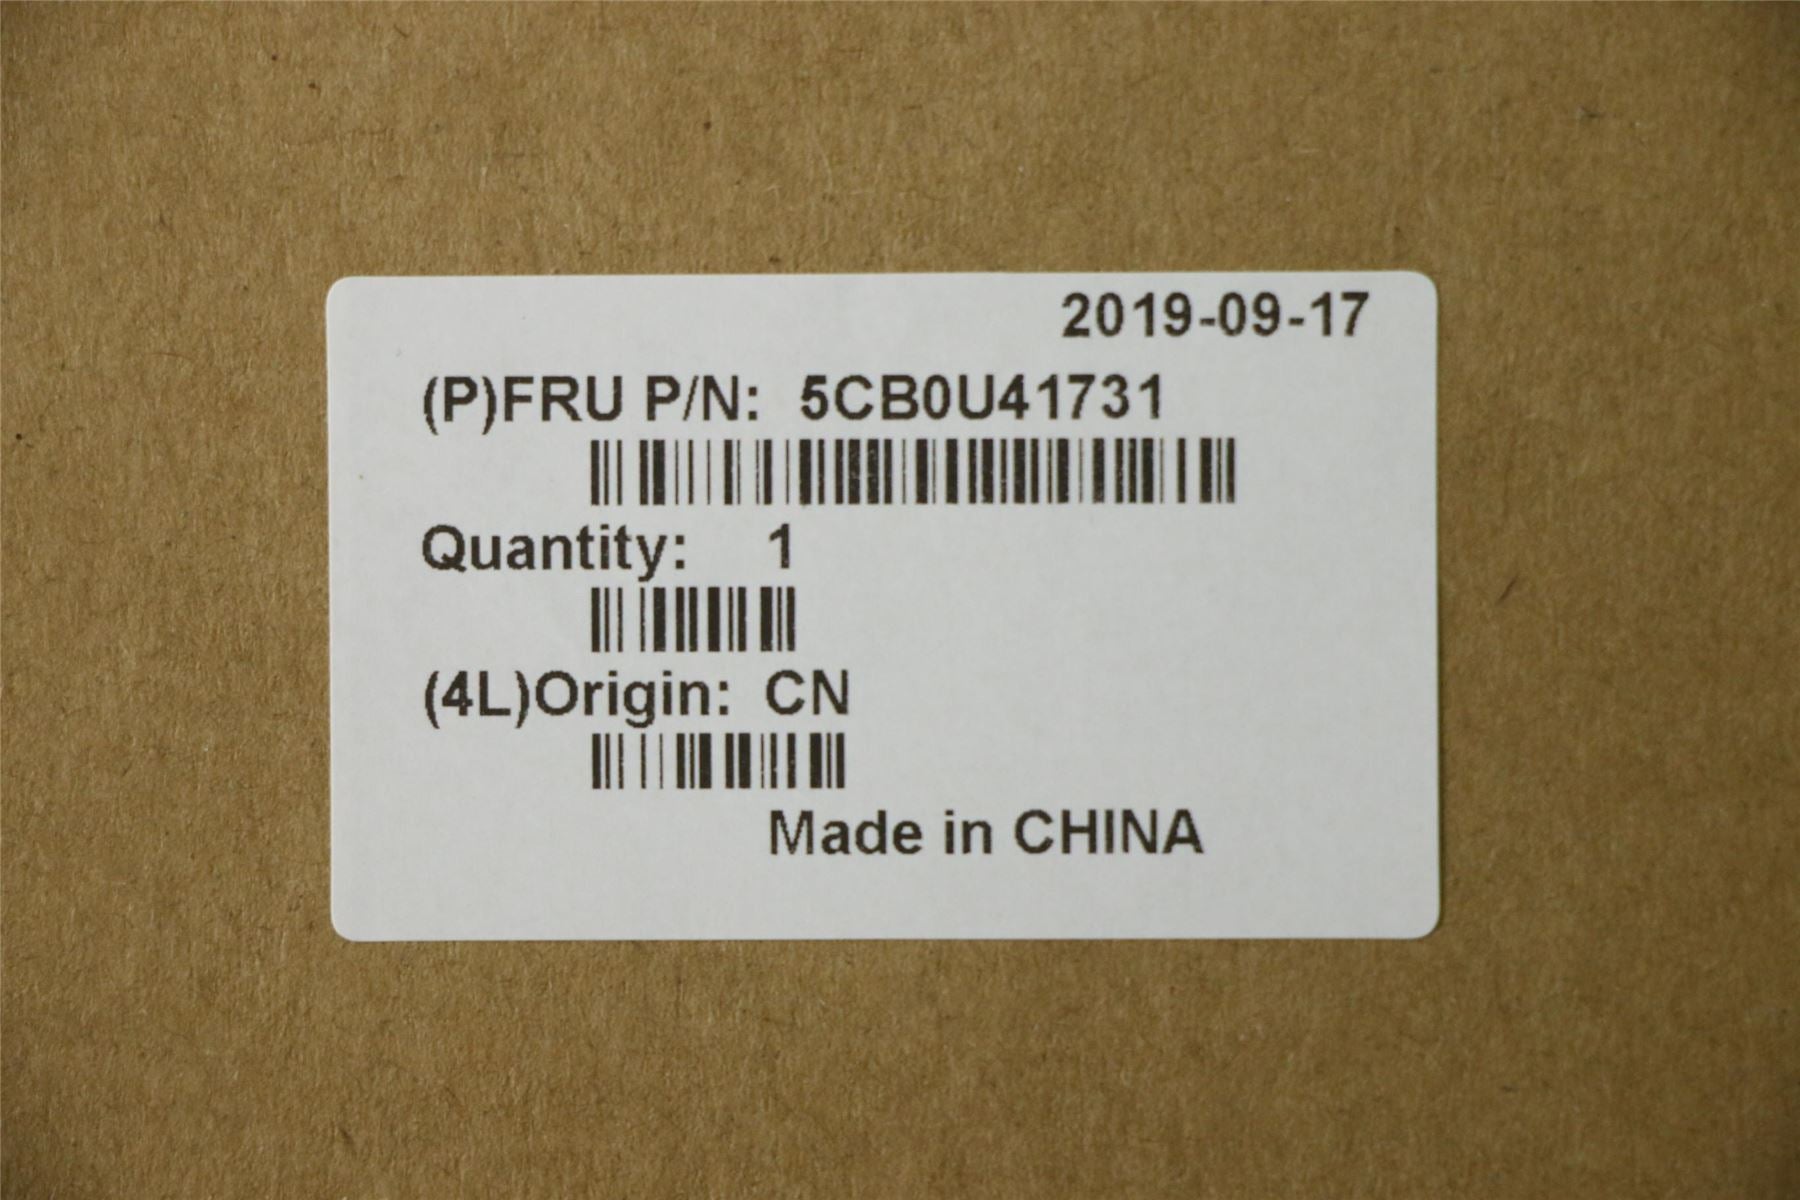 2019-09-17
(P)FRU P/N: 5CB0U41731
Quantity: 1
(4L)Origin: CN
Made in CHINA